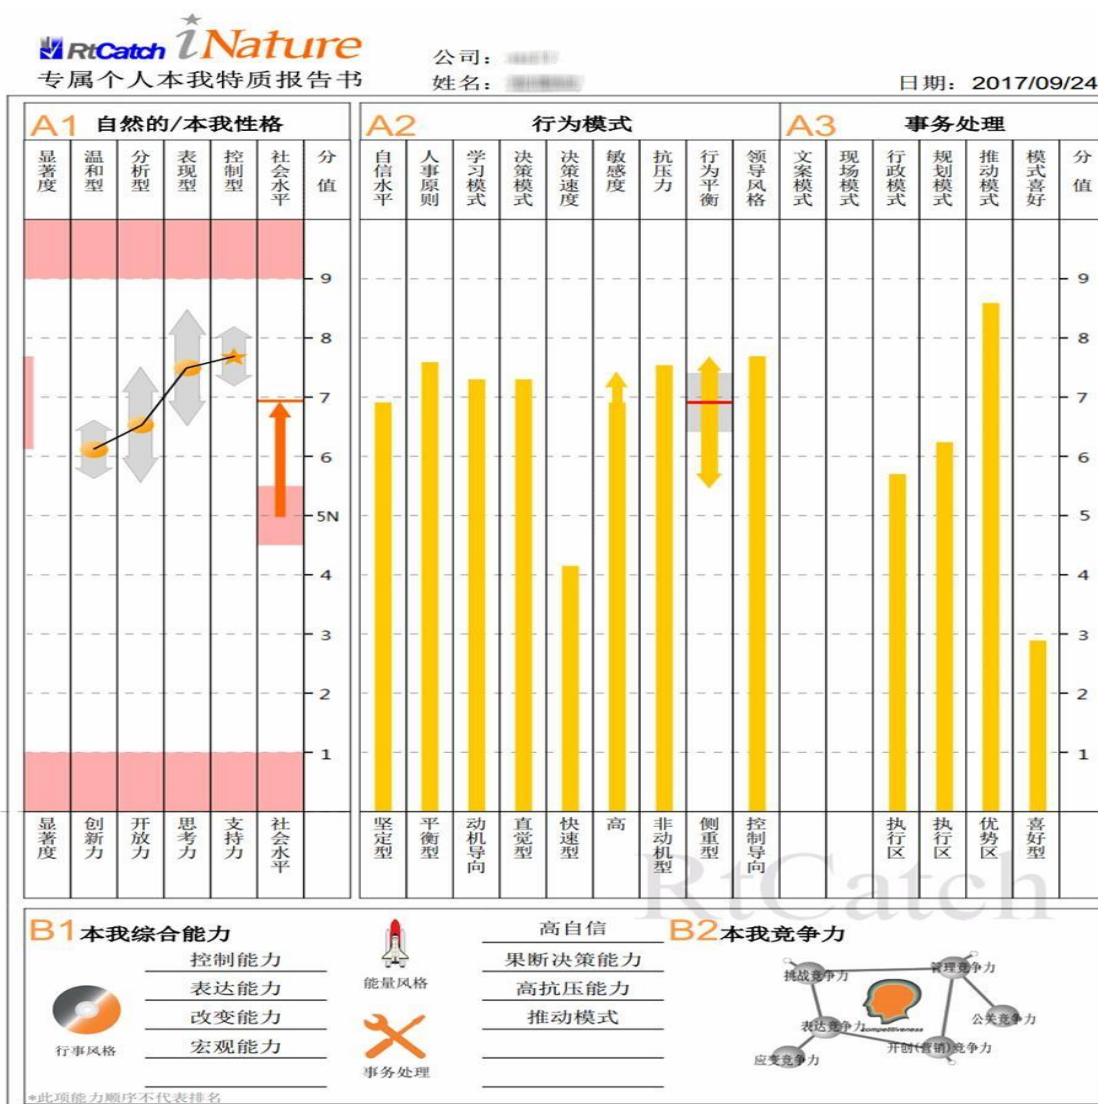 RtCatch iNature
专属个人本我特质报告书
公司：
姓名：
日期：2017/09/24
A1 自然的/本我性格
A2 行为模式
A3 事务处理
显著度 温和型 分析型 表现型 控制型 社会水平 分值
自信水平 人事原则 学习模式 决策模式 决策速度 敏感度 抗压力 行为平衡 领导风格
文案模式 现场模式 行政模式 规划模式 推动模式 模式喜好 分值
9 9
8 8
7 7
6 6
5N 5
4 4
3 3
2 2
1 1
显著度 创新力 开放力 思考力 支持力 社会水平
坚定型 平衡型 动机导向 直觉型 快速型 高 非动机型 侧重型 控制导向
执行区 执行区 优势区 喜好型
RtCatch
B1 本我综合能力
行事风格
控制能力
表达能力
改变能力
宏观能力
能量风格
事务处理
高自信
果断决策能力
高抗压能力
推动模式
B2 本我竞争力
挑战竞争力
管理竞争力
公关竞争力
表达竞争力
competitiveness
开创(营销)竞争力
应变竞争力
*此项能力顺序不代表排名